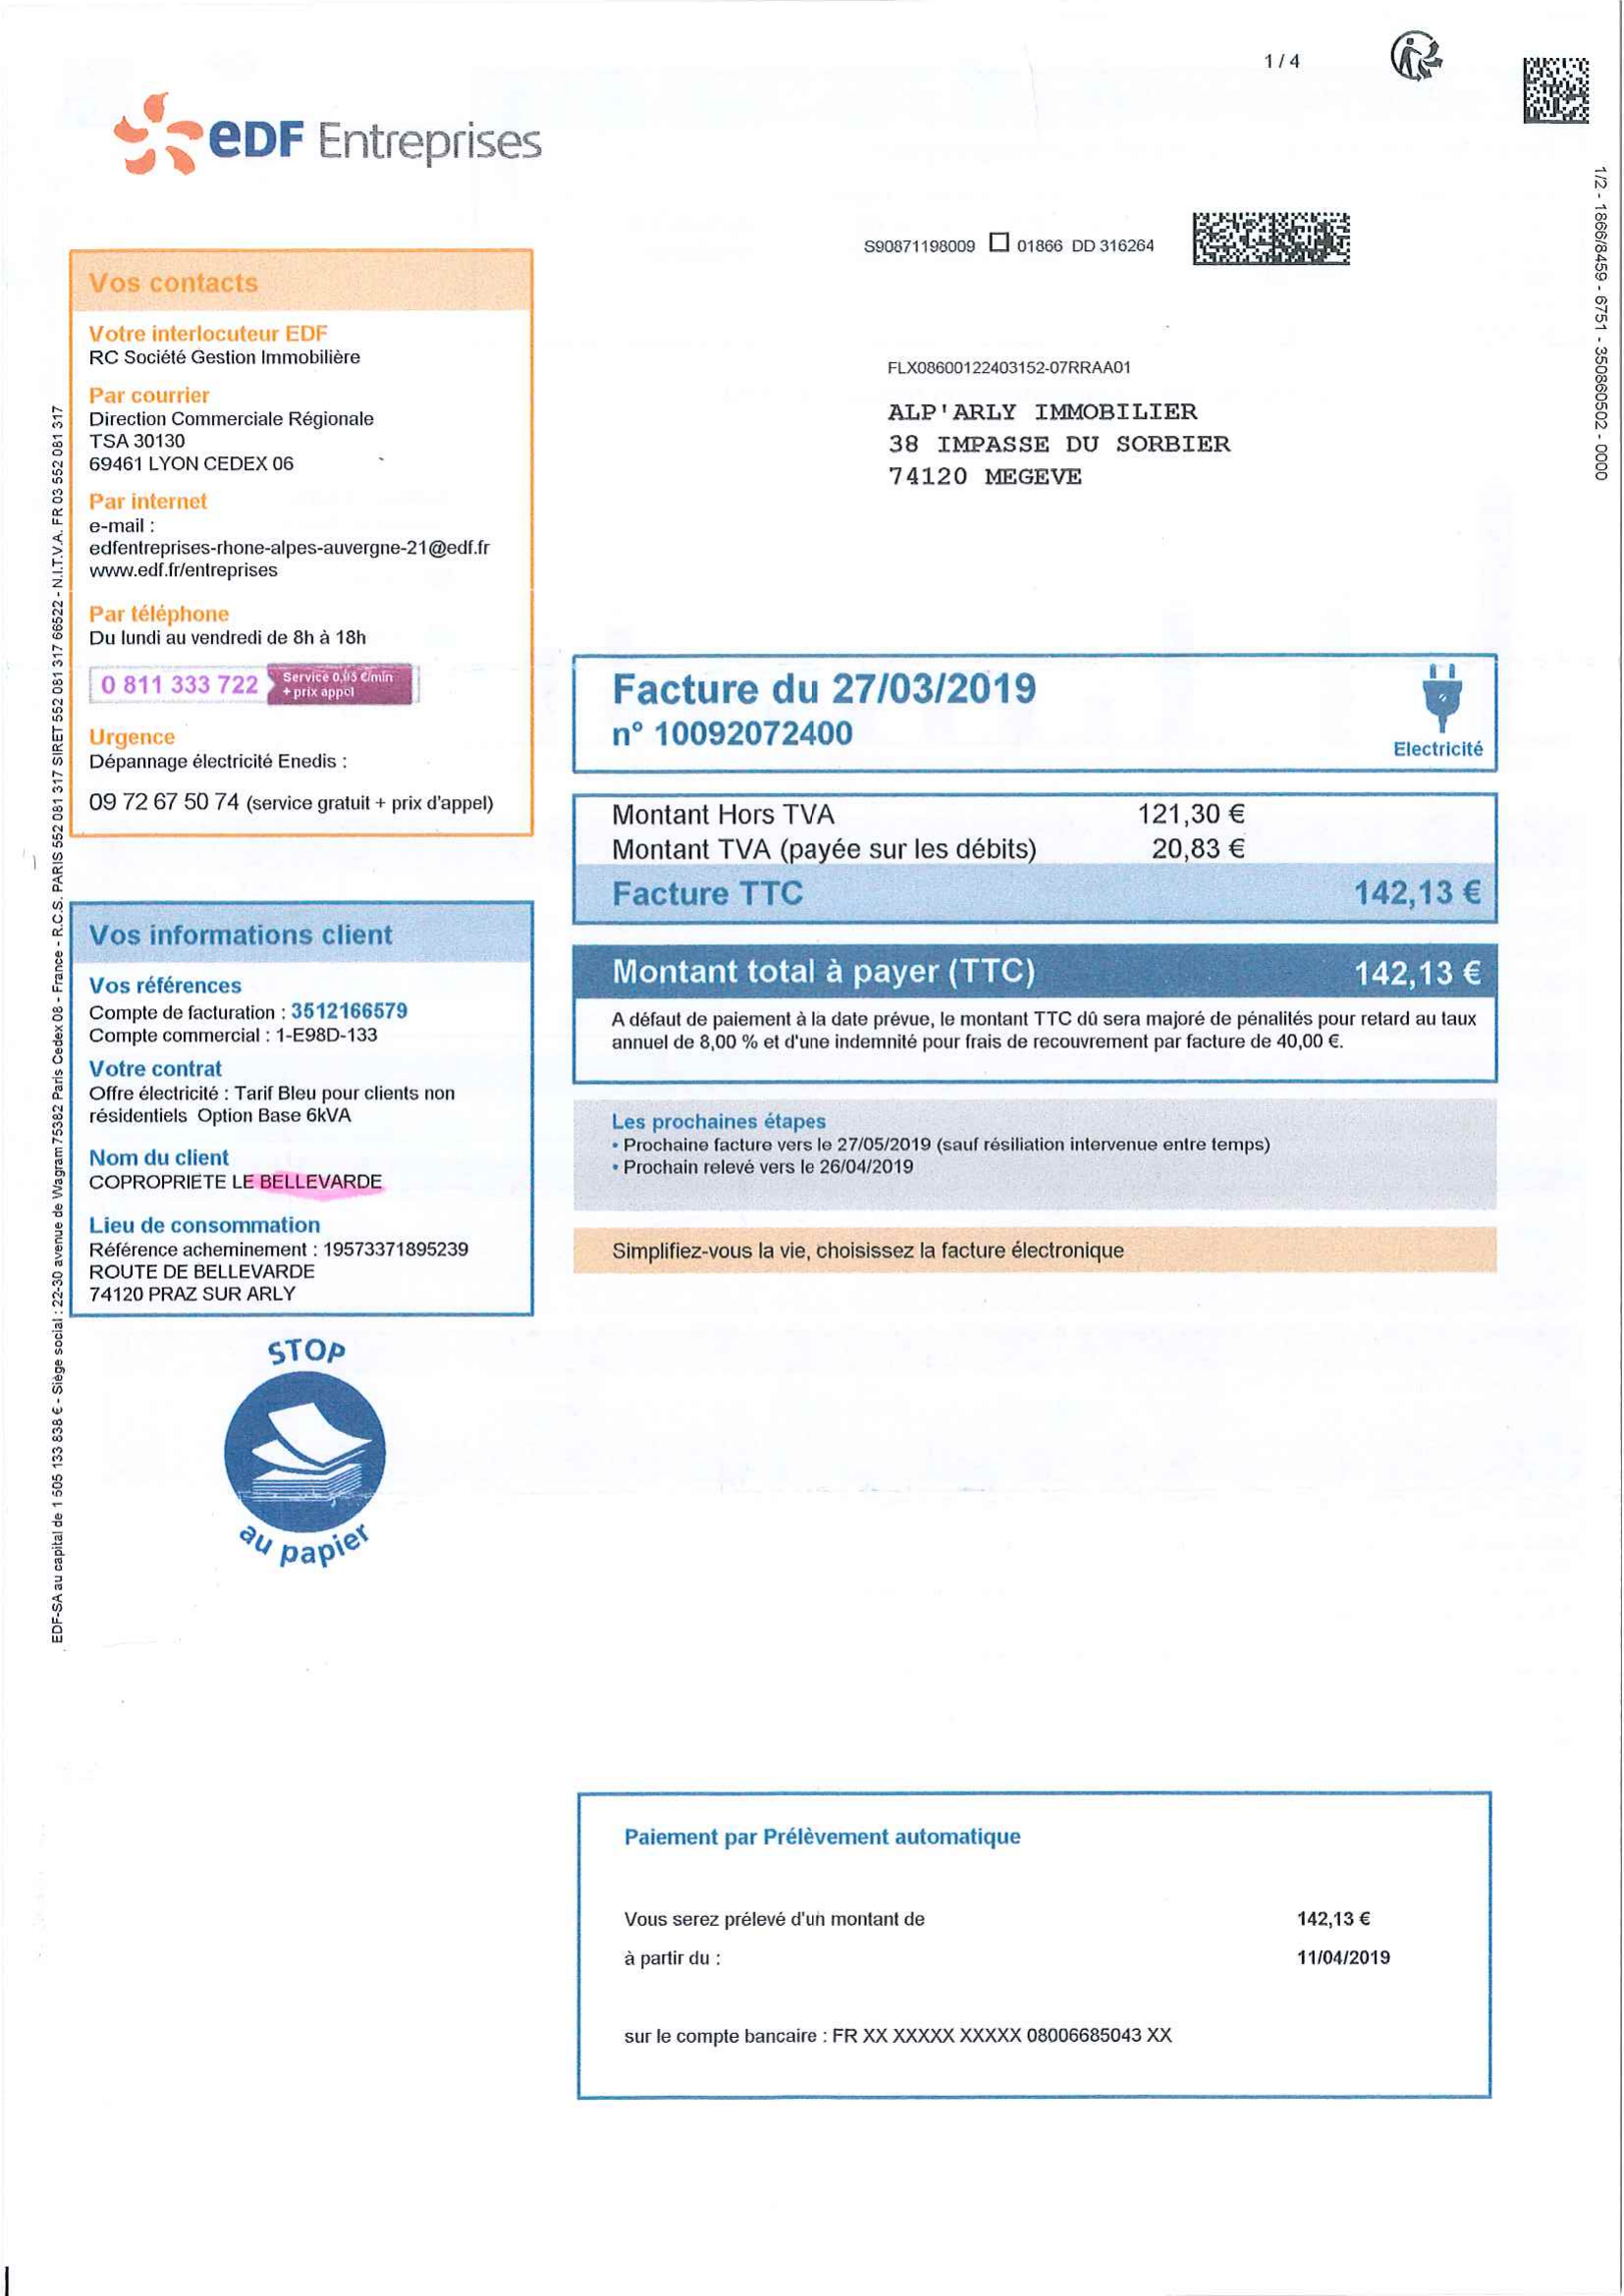 1 / 4
eDF Entreprises
S90871198009 01866 DD 316264
1/2 - 1866/8459 - 6751 - 350860502 - 0000
FLX08600122403152-07RRAA01
ALP'ARLY IMMOBILIER
38 IMPASSE DU SORBIER
74120 MEGEVE
Vos contacts
Votre interlocuteur EDF
RC Société Gestion Immobilière
Par courrier
Direction Commerciale Régionale
TSA 30130
69461 LYON CEDEX 06
Par internet
e-mail :
edfentreprises-rhone-alpes-auvergne-21@edf.fr
www.edf.fr/entreprises
Par téléphone
Du lundi au vendredi de 8h à 18h
0 811 333 722
Service 0,05 €/min
+ prix appel
Urgence
Dépannage électricité Enedis :
09 72 67 50 74 (service gratuit + prix d'appel)
Vos informations client
Vos références
Compte de facturation : 3512166579
Compte commercial : 1-E98D-133
Votre contrat
Offre électricité : Tarif Bleu pour clients non
résidentiels Option Base 6kVA
Nom du client
COPROPRIETE LE BELLEVARDE
Lieu de consommation
Référence acheminement : 19573371895239
ROUTE DE BELLEVARDE
74120 PRAZ SUR ARLY
STOP
au papier
EDF-SA au capital de 1 505 133 838 € - Siège social : 22-30 avenue de Wagram 75382 Paris Cedex 08 - France - R.C.S. PARIS 552 081 317 SIRET 552 081 317 66522 - N.I.T.V.A. FR 03 552 081 317
Facture du 27/03/2019
n° 10092072400
Electricité
Montant Hors TVA 121,30 €
Montant TVA (payée sur les débits) 20,83 €
Facture TTC 142,13 €
Montant total à payer (TTC) 142,13 €
A défaut de paiement à la date prévue, le montant TTC dû sera majoré de pénalités pour retard au taux
annuel de 8,00 % et d'une indemnité pour frais de recouvrement par facture de 40,00 €.
Les prochaines étapes
• Prochaine facture vers le 27/05/2019 (sauf résiliation intervenue entre temps)
• Prochain relevé vers le 26/04/2019
Simplifiez-vous la vie, choisissez la facture électronique
Paiement par Prélèvement automatique
Vous serez prélevé d'un montant de 142,13 €
à partir du : 11/04/2019
sur le compte bancaire : FR XX XXXXX XXXXX 08006685043 XX